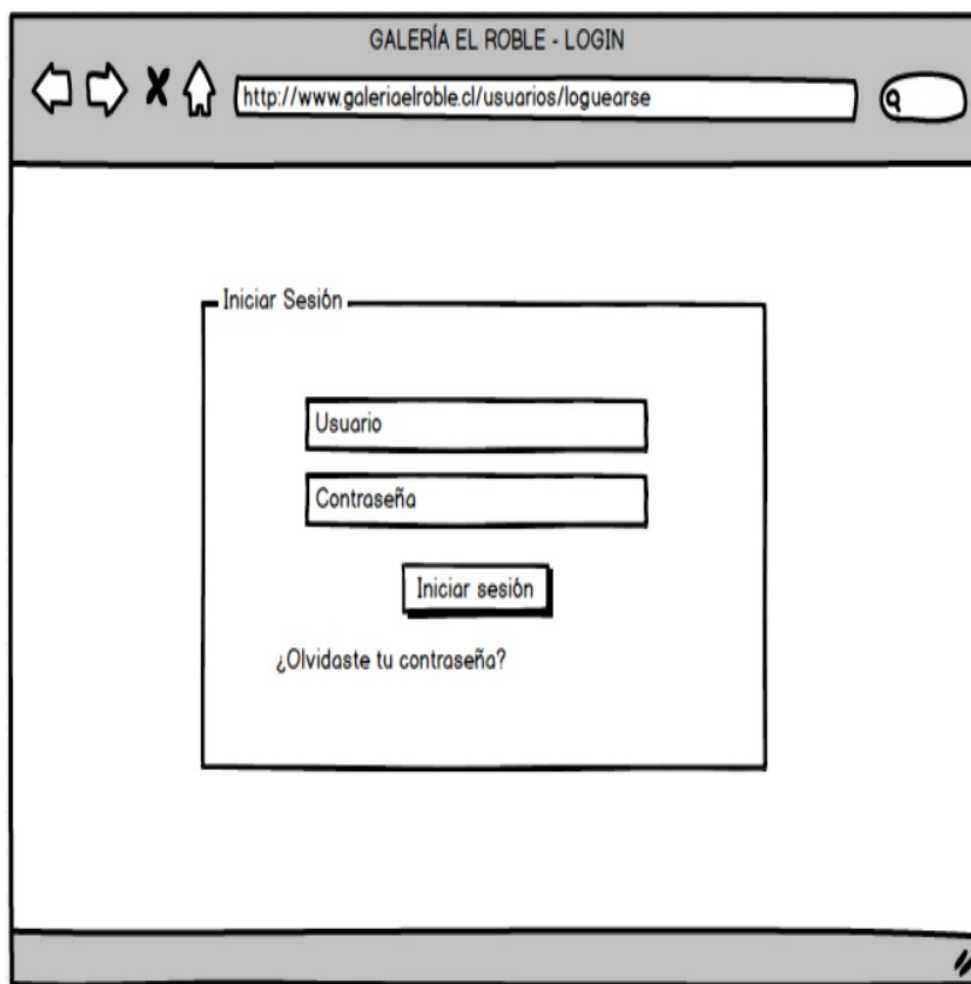 GALERÍA EL ROBLE - LOGIN
http://www.galeriaelroble.cl/usuarios/loguearse
Iniciar Sesión
Usuario
Contraseña
Iniciar sesión
¿Olvidaste tu contraseña?